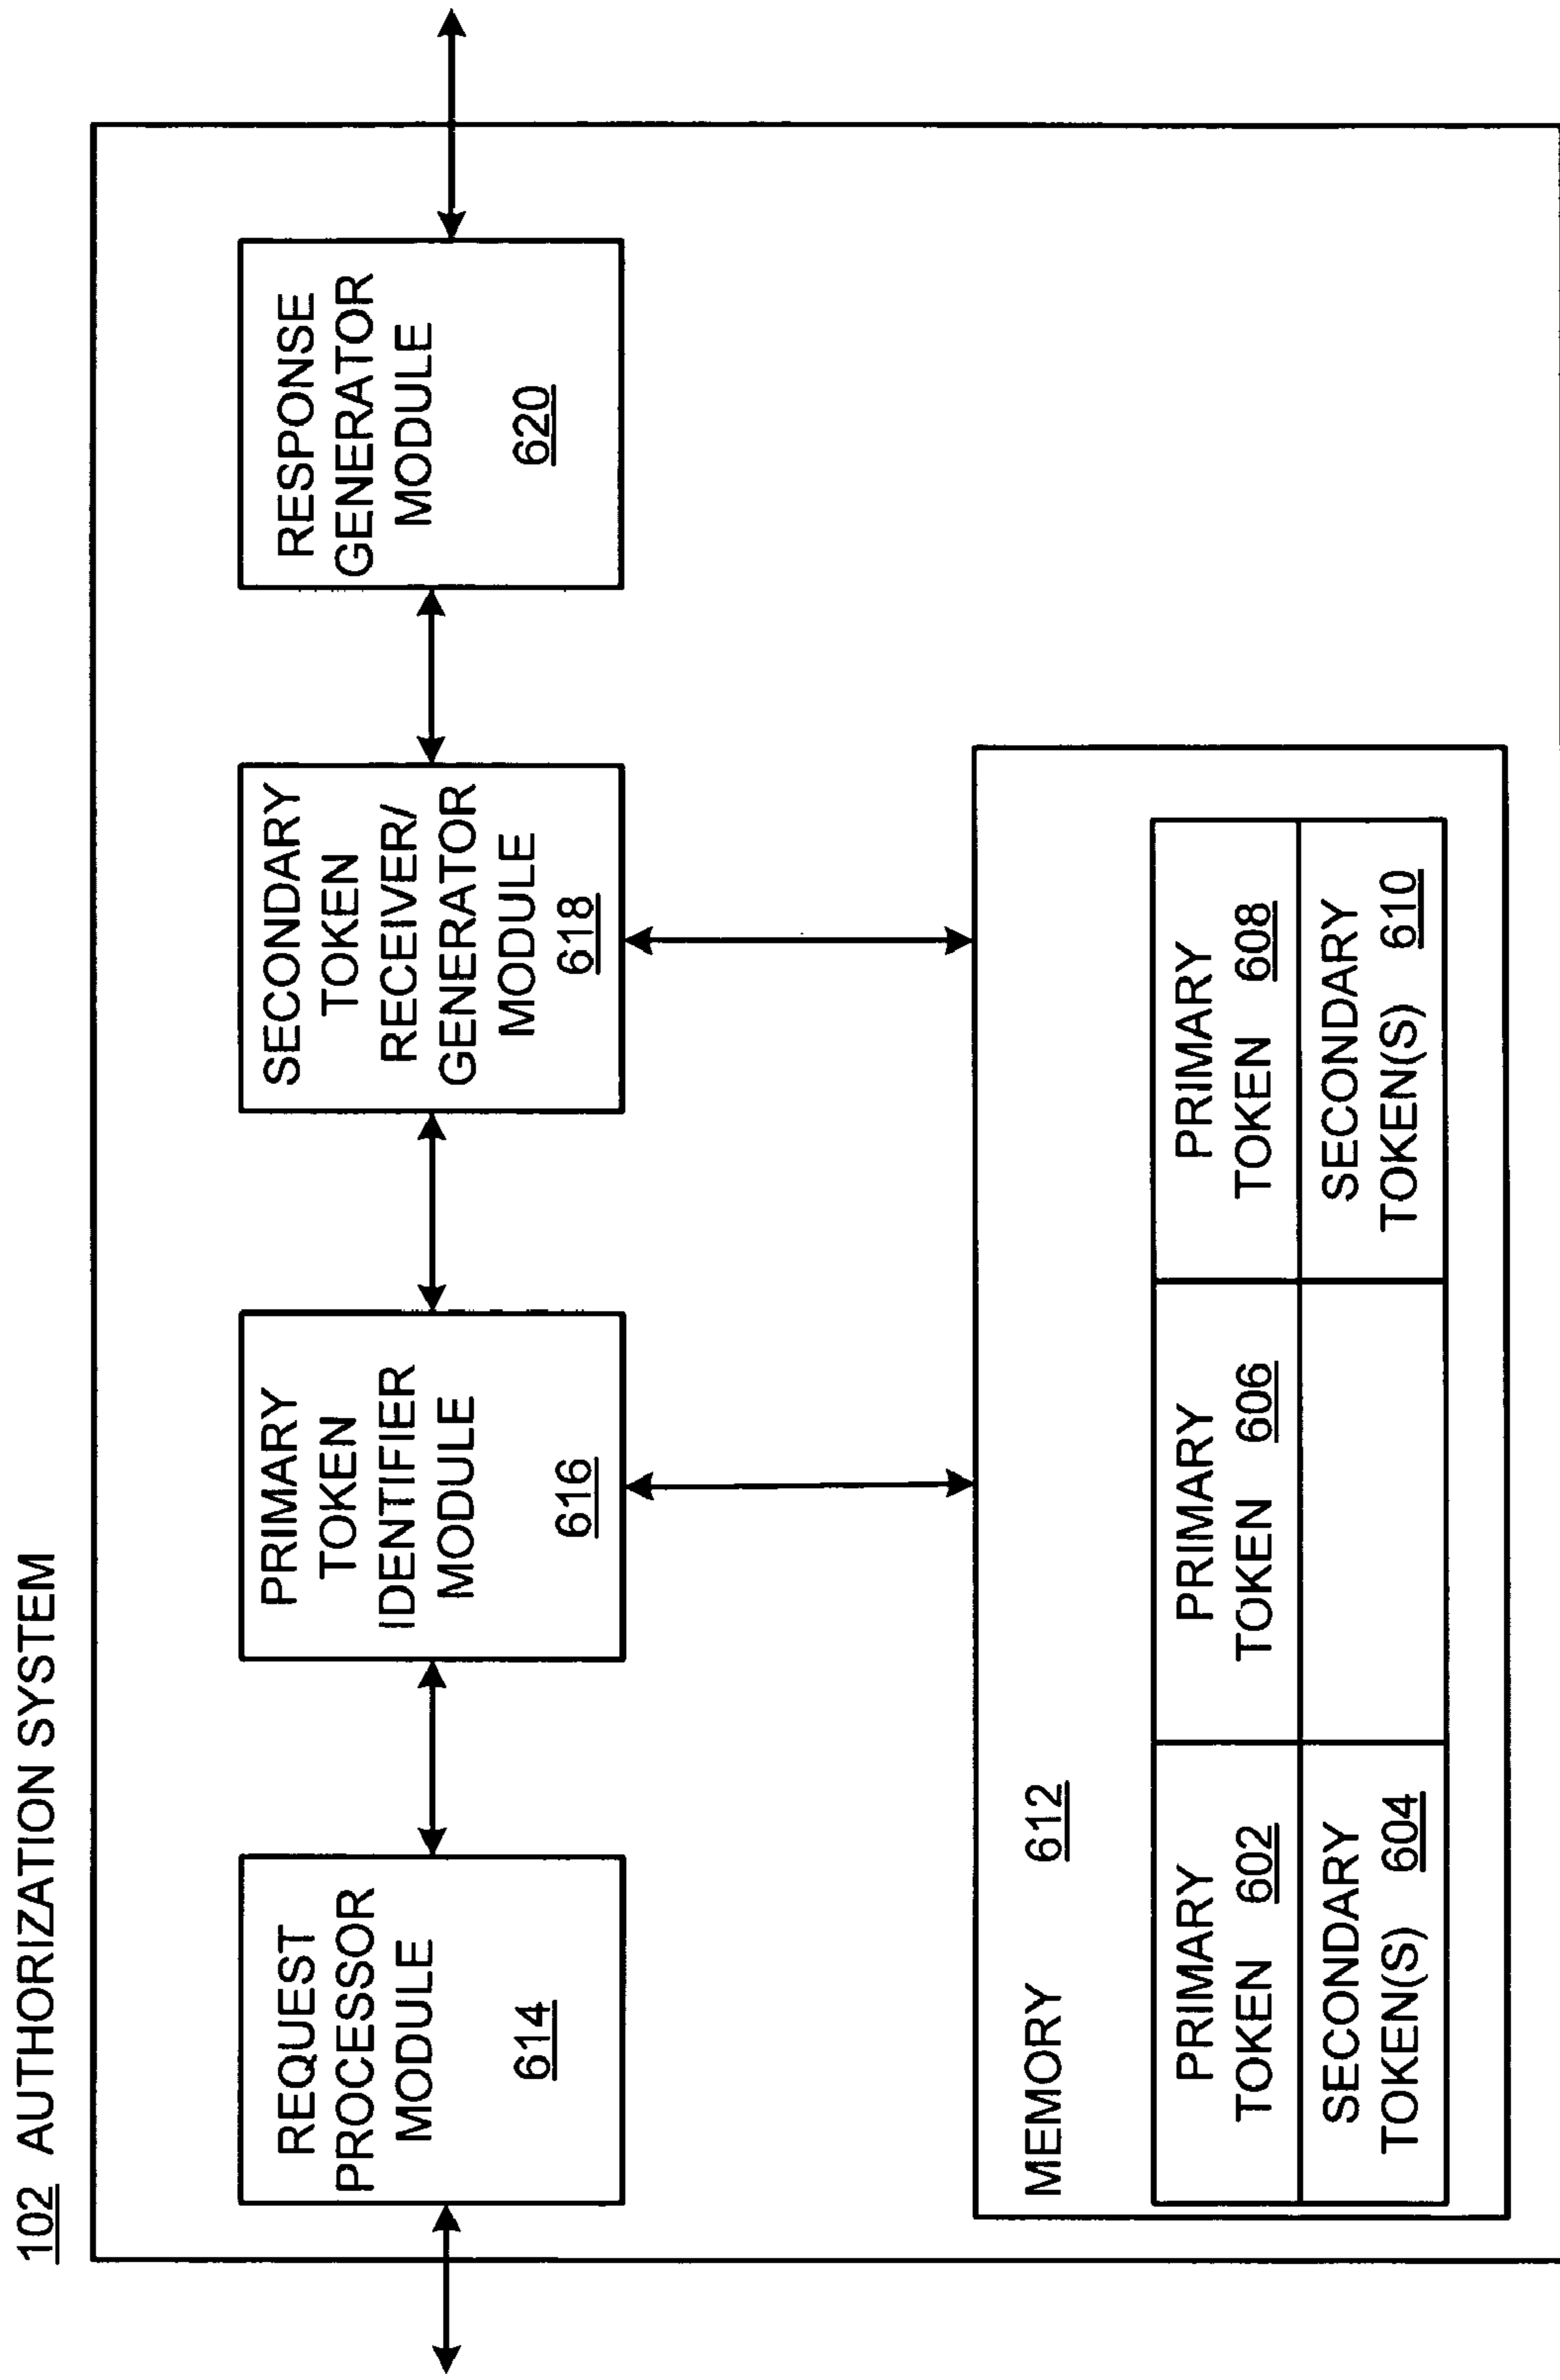 102 AUTHORIZATION SYSTEM
REQUEST
PROCESSOR
MODULE
614
PRIMARY
TOKEN
IDENTIFIER
MODULE
616
SECONDARY
TOKEN
RECEIVER/
GENERATOR
MODULE
618
RESPONSE
GENERATOR
MODULE
620
MEMORY 612
PRIMARY
TOKEN 602
SECONDARY
TOKEN(S) 604
PRIMARY
TOKEN 606
PRIMARY
TOKEN 608
SECONDARY
TOKEN(S) 610